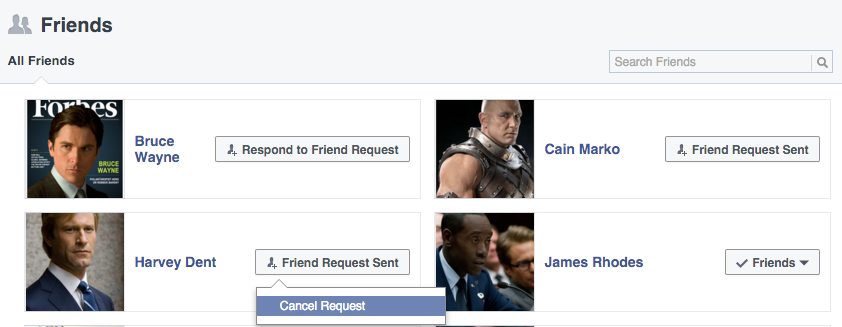 Friends
All Friends
Search Friends
Forbes
BRUCE
WAYNE
Bruce
Wayne
Respond to Friend Request
Cain Marko
Friend Request Sent
Harvey Dent
Friend Request Sent
Cancel Request
James Rhodes
Friends